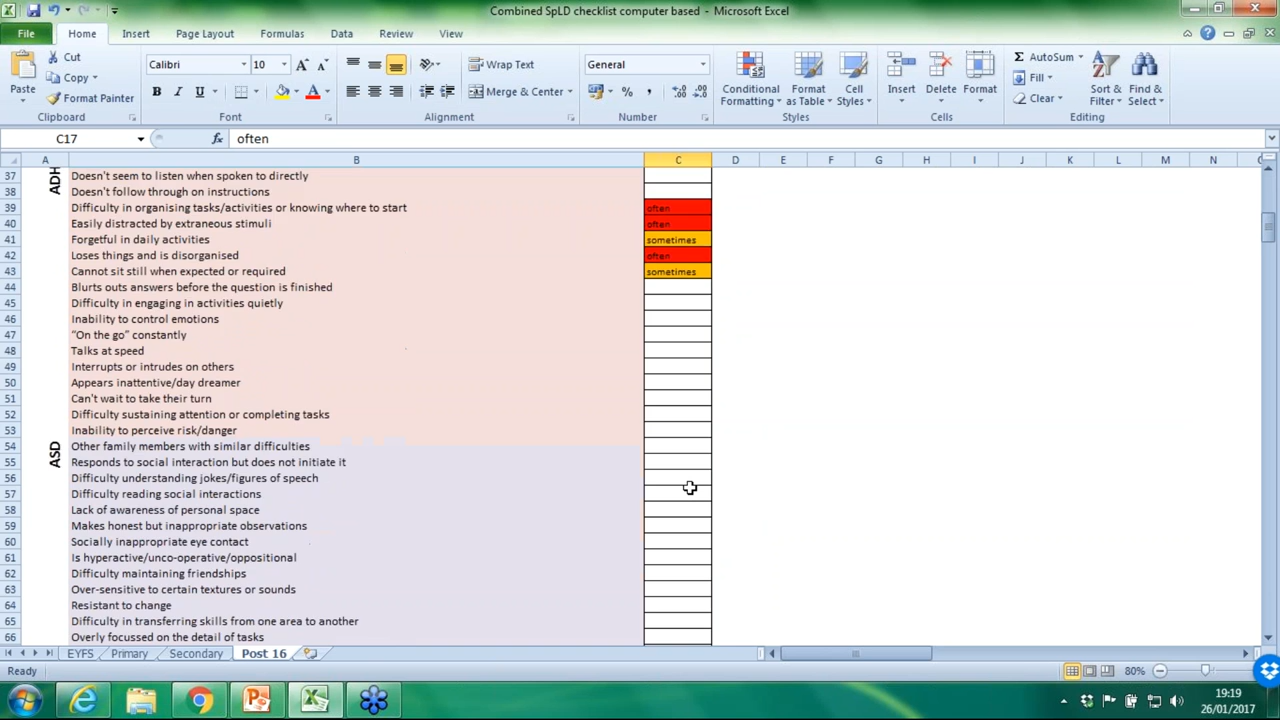 Combined SpLD checklist computer based - Microsoft Excel
File Home Insert Page Layout Formulas Data Review View
Paste
Cut
Copy
Format Painter
Clipboard
Calibri 10
B I U
Font
Wrap Text
Merge & Center
Alignment
General
%
Number
Conditional Formatting
Format as Table
Cell Styles
Styles
Insert
Delete
Format
Cells
AutoSum
Fill
Clear
Sort & Filter
Find & Select
Editing
C17 fx often
A B C D E F G H I J K L M N
ADH
37 Doesn't seem to listen when spoken to directly
38 Doesn't follow through on instructions
39 Difficulty in organising tasks/activities or knowing where to start often
40 Easily distracted by extraneous stimuli often
41 Forgetful in daily activities sometimes
42 Loses things and is disorganised often
43 Cannot sit still when expected or required sometimes
44 Blurts out answers before the question is finished
45 Difficulty in engaging in activities quietly
46 Inability to control emotions
47 “On the go” constantly
48 Talks at speed
49 Interrupts or intrudes on others
50 Appears inattentive/day dreamer
51 Can't wait to take their turn
52 Difficulty sustaining attention or completing tasks
53 Inability to perceive risk/danger
ASD
54 Other family members with similar difficulties
55 Responds to social interaction but does not initiate it
56 Difficulty understanding jokes/figures of speech
57 Difficulty reading social interactions
58 Lack of awareness of personal space
59 Makes honest but inappropriate observations
60 Socially inappropriate eye contact
61 Is hyperactive/unco-operative/oppositional
62 Difficulty maintaining friendships
63 Over-sensitive to certain textures or sounds
64 Resistant to change
65 Difficulty in transferring skills from one area to another
66 Overly focussed on the detail of tasks
EYFS Primary Secondary Post 16
Ready 80%
19:19
26/01/2017